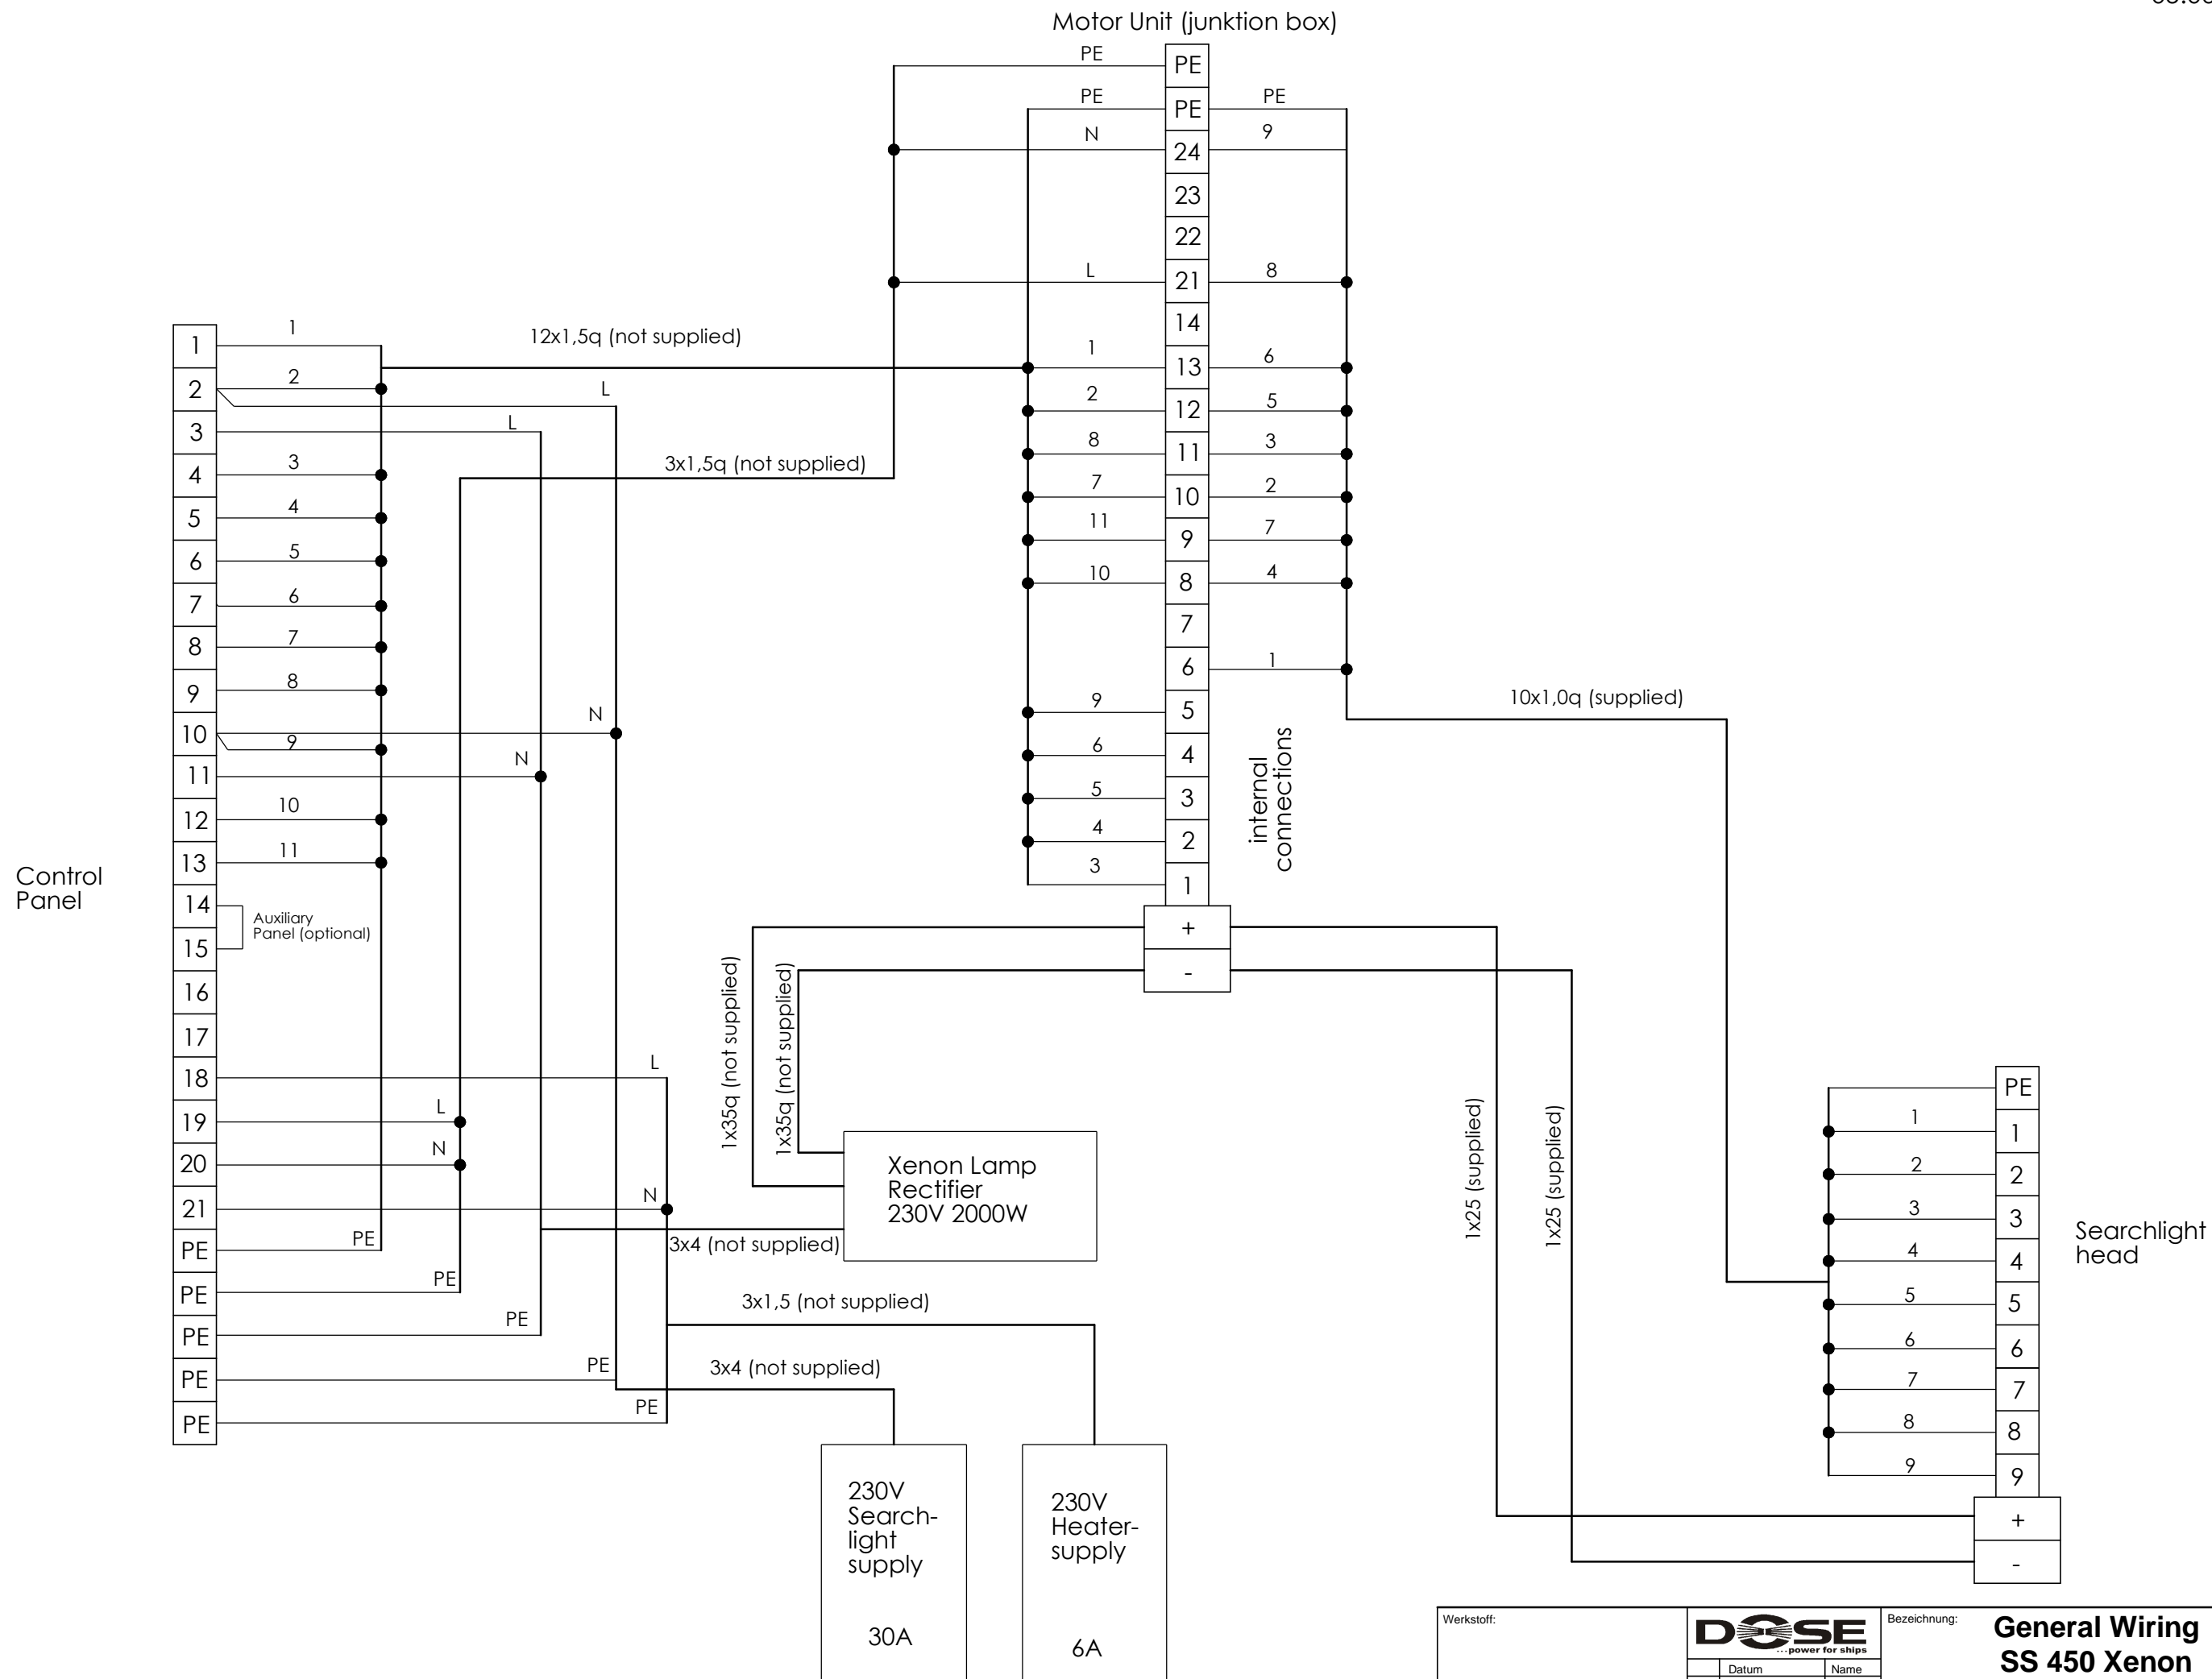 Motor Unit (junktion box)
PE
PE
PE
PE
PE
N
24
9
23
22
L
21
8
14
1
13
6
2
12
5
8
11
3
7
10
2
11
9
7
10
8
4
7
6
1
9
5
6
4
5
3
4
2
3
1
+
-
internal
connections
12x1,5q (not supplied)
3x1,5q (not supplied)
10x1,0q (supplied)
Control
Panel
1
1
2
2
L
3
L
4
3
5
4
6
5
7
6
8
7
9
8
10
N
9
11
N
12
10
13
11
14
Auxiliary
Panel (optional)
15
16
17
18
L
19
L
20
N
21
N
PE
PE
PE
PE
PE
PE
PE
PE
PE
PE
1x35q (not supplied)
1x35q (not supplied)
Xenon Lamp
Rectifier
230V 2000W
3x4 (not supplied)
3x1,5 (not supplied)
3x4 (not supplied)
230V
Search-
light
supply
30A
230V
Heater-
supply
6A
1x25 (supplied)
1x25 (supplied)
PE
1
1
2
2
3
3
4
4
5
5
6
6
7
7
8
8
9
9
+
-
Searchlight
head
Werkstoff:
DOSE
...power for ships
Datum
Name
Bezeichnung:
General Wiring
SS 450 Xenon